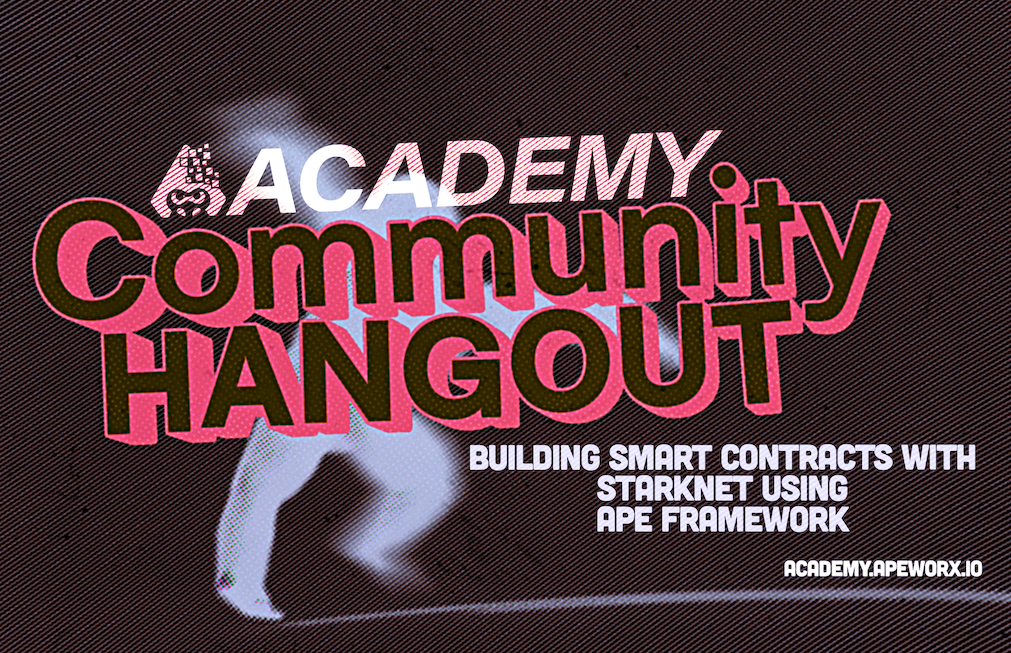 ACADEMY
Community
HANGOUT
BUILDING SMART CONTRACTS WITH
STARKNET USING
APE FRAMEWORK
ACADEMY.APEWORX.IO